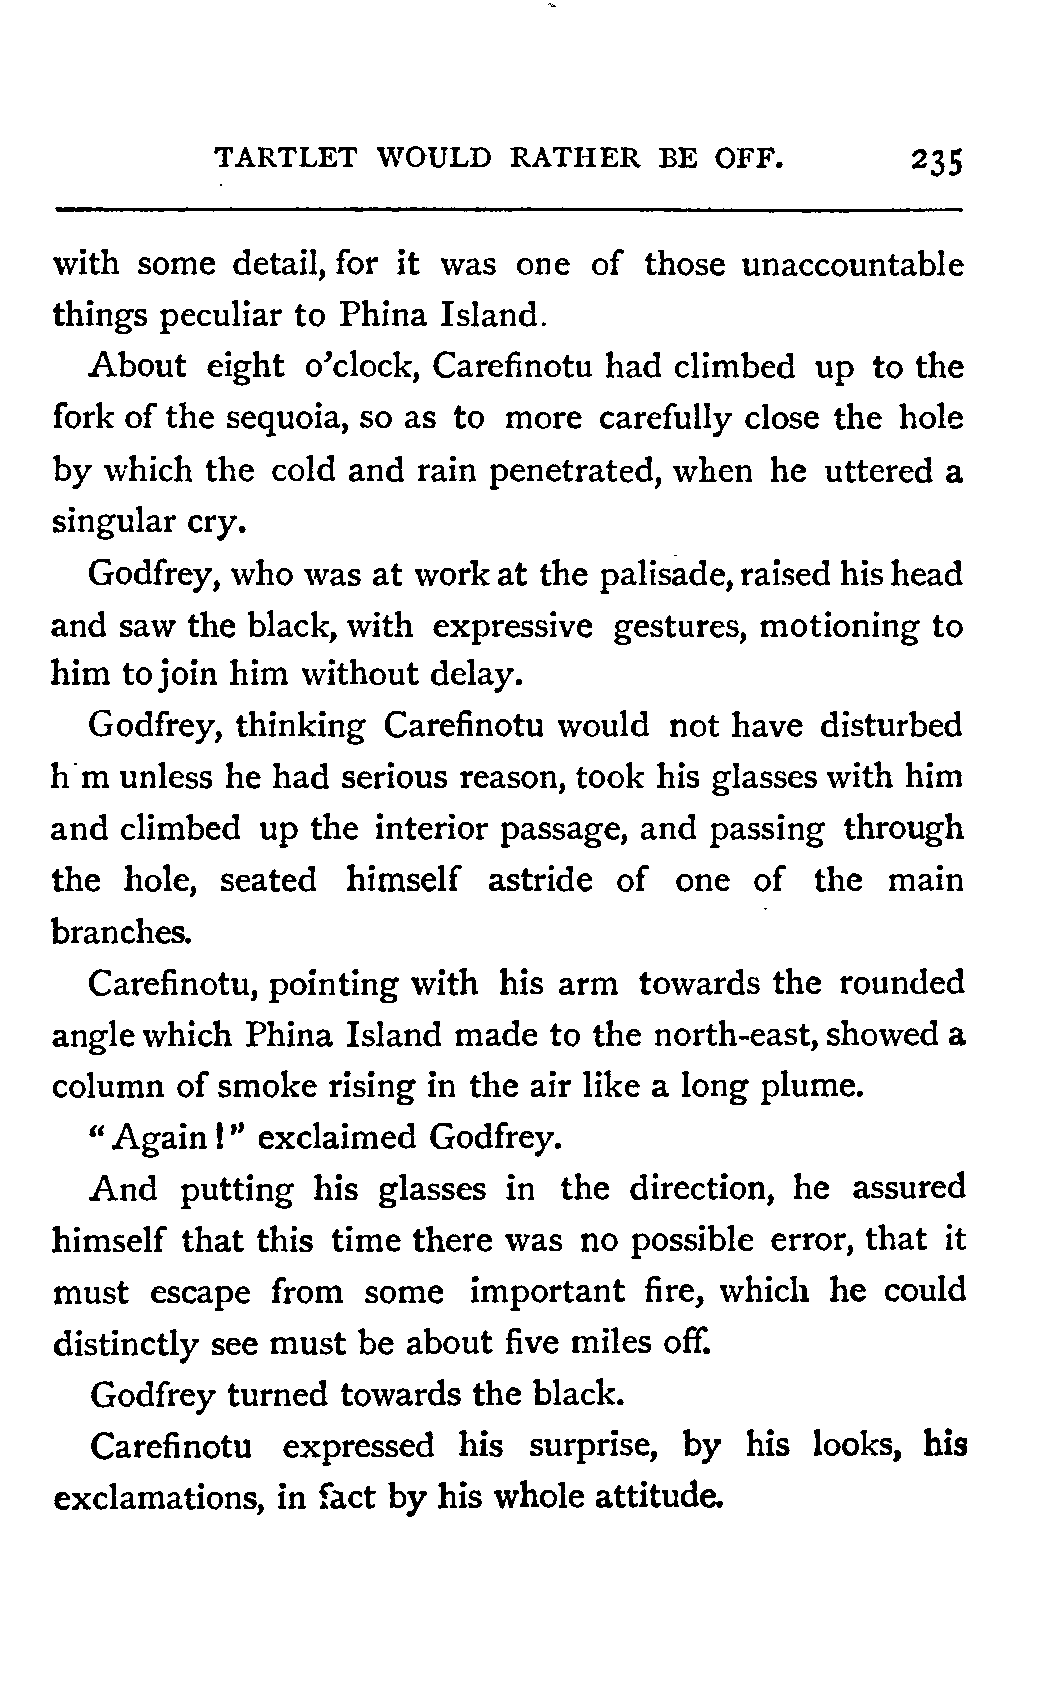 TARTLET WOULD RATHER BE OFF. 235
with some detail, for it was one of those unaccountable
things peculiar to Phina Island.
About eight o'clock, Carefinotu had climbed up to the
fork of the sequoia, so as to more carefully close the hole
by which the cold and rain penetrated, when he uttered a
singular cry.
Godfrey, who was at work at the palisade, raised his head
and saw the black, with expressive gestures, motioning to
him to join him without delay.
Godfrey, thinking Carefinotu would not have disturbed
h m unless he had serious reason, took his glasses with him
and climbed up the interior passage, and passing through
the hole, seated himself astride of one of the main
branches.
Carefinotu, pointing with his arm towards the rounded
angle which Phina Island made to the north-east, showed a
column of smoke rising in the air like a long plume.
"Again!" exclaimed Godfrey.
And putting his glasses in the direction, he assured
himself that this time there was no possible error, that it
must escape from some important fire, which he could
distinctly see must be about five miles off.
Godfrey turned towards the black.
Carefinotu expressed his surprise, by his looks, his
exclamations, in fact by his whole attitude.